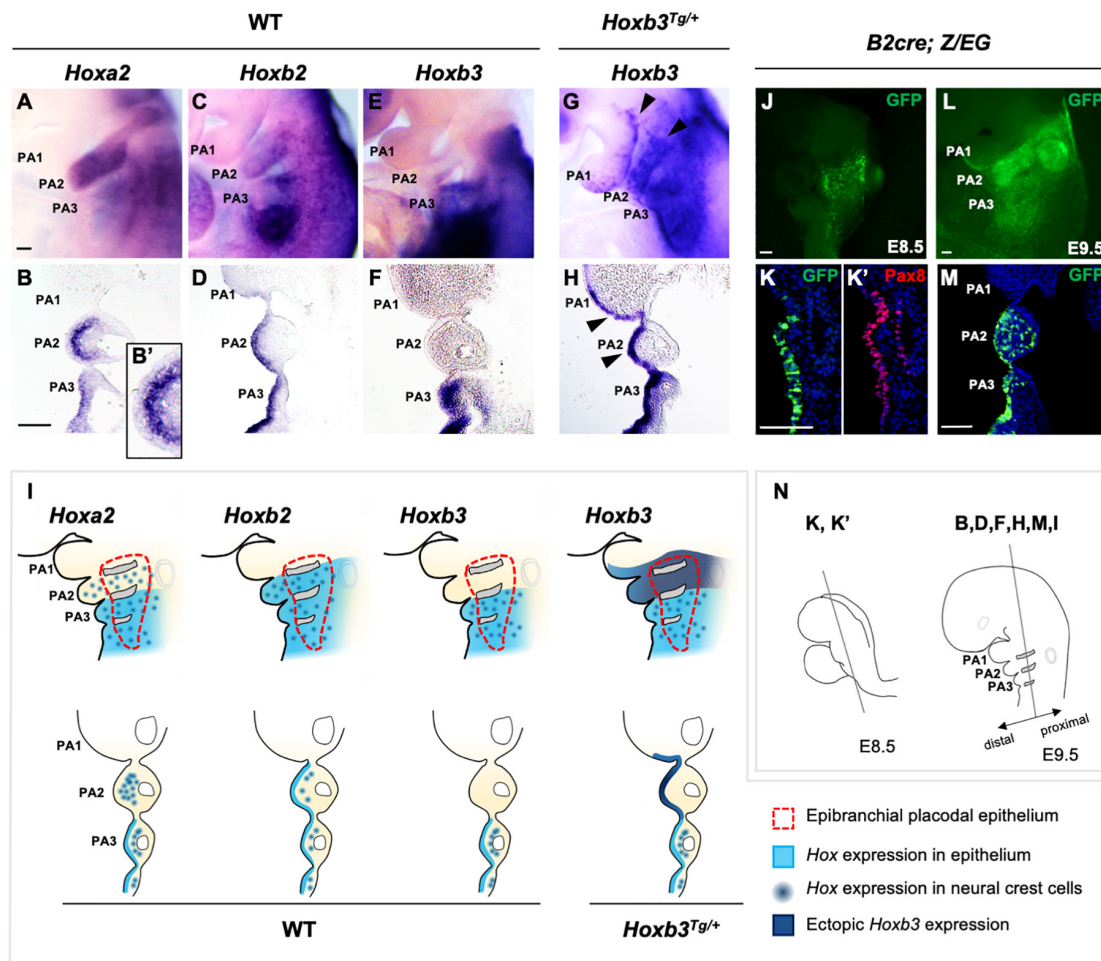 WT
Hoxb3Tg/+
B2cre; Z/EG
Hoxa2
Hoxb2
Hoxb3
Hoxb3
A
PA1
PA2
PA3
C
PA1
PA2
PA3
E
PA1
PA2
PA3
G
PA1
PA2
PA3
J
GFP
E8.5
L
GFP
PA1
PA2
PA3
E9.5
B
PA1
PA2
PA3
B'
D
PA1
PA2
PA3
F
PA1
PA2
PA3
H
PA1
PA2
PA3
K
GFP
K'
Pax8
M
GFP
PA1
PA2
PA3
I
Hoxa2
Hoxb2
Hoxb3
Hoxb3
PA1
PA2
PA3
PA1
PA2
PA3
WT
Hoxb3Tg/+
N
K, K'
B,D,F,H,M,I
PA1
PA2
PA3
distal
proximal
E8.5
E9.5
Epibranchial placodal epithelium
Hox expression in epithelium
Hox expression in neural crest cells
Ectopic Hoxb3 expression